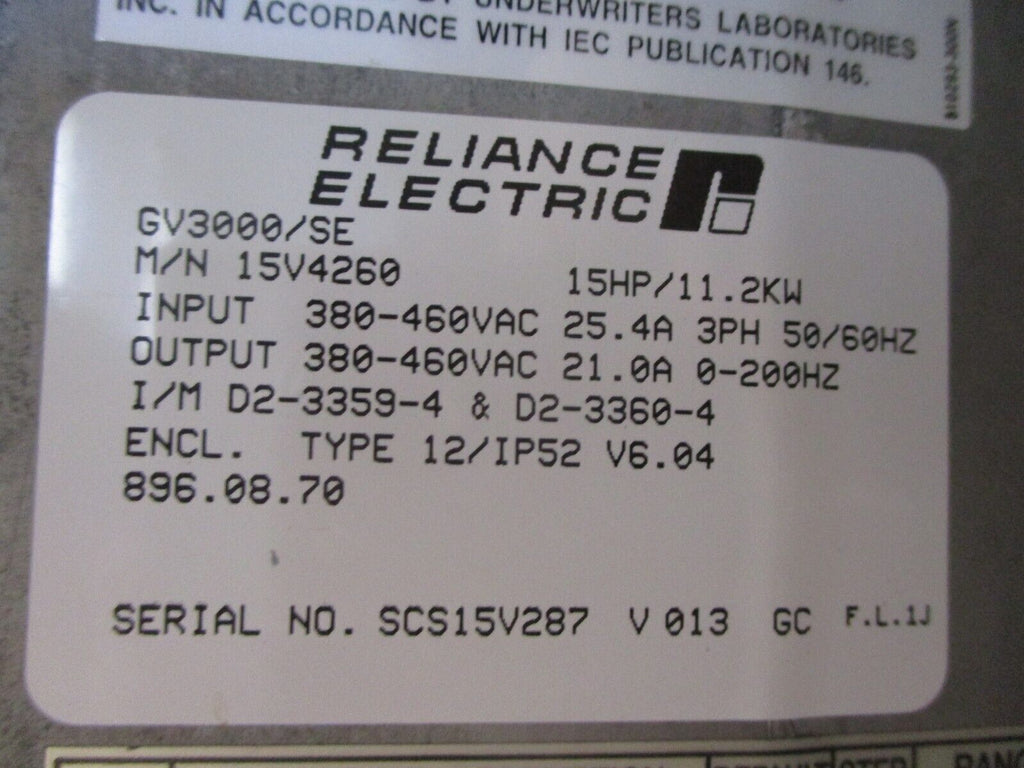 UNDERWRITERS LABORATORIES
INC. IN ACCORDANCE WITH IEC PUBLICATION 146.
RELIANCE
ELECTRIC
GV3000/SE
M/N 15V4260 15HP/11.2KW
INPUT 380-460VAC 25.4A 3PH 50/60HZ
OUTPUT 380-460VAC 21.0A 0-200HZ
I/M D2-3359-4 & D2-3360-4
ENCL. TYPE 12/IP52 V6.04
896.08.70
SERIAL NO. SCS15V287 V 013 GC F.L.1J